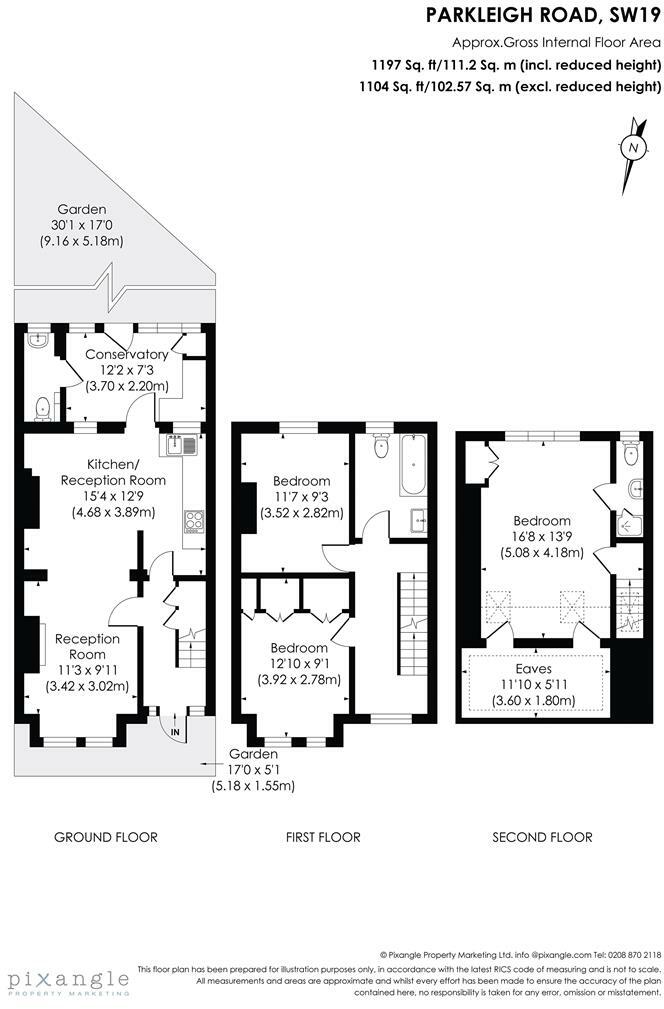 PARKLEIGH ROAD, SW19
Approx.Gross Internal Floor Area
1197 Sq. ft/111.2 Sq. m (incl. reduced height)
1104 Sq. ft/102.57 Sq. m (excl. reduced height)
N
Garden
30'1 x 17'0
(9.16 x 5.18m)
Conservatory
12'2 x 7'3
(3.70 x 2.20m)
Kitchen/
Reception Room
15'4 x 12'9
(4.68 x 3.89m)
Reception
Room
11'3 x 9'11
(3.42 x 3.02m)
IN
Garden
17'0 x 5'1
(5.18 x 1.55m)
Bedroom
11'7 x 9'3
(3.52 x 2.82m)
Bedroom
12'10 x 9'1
(3.92 x 2.78m)
Bedroom
16'8 x 13'9
(5.08 x 4.18m)
Eaves
11'10 x 5'11
(3.60 x 1.80m)
GROUND FLOOR
FIRST FLOOR
SECOND FLOOR
pixangle
PROPERTY MARKETING
© Pixangle Property Marketing Ltd. info @pixangle.com Tel: 0208 870 2118
This floor plan has been prepared for illustration purposes only, in accordance with the latest RICS code of measuring and is not to scale.
All measurements and areas are approximate and whilst every effort has been made to ensure the accuracy of the plan
contained here, no responsibility is taken for any error, omission or misstatement.